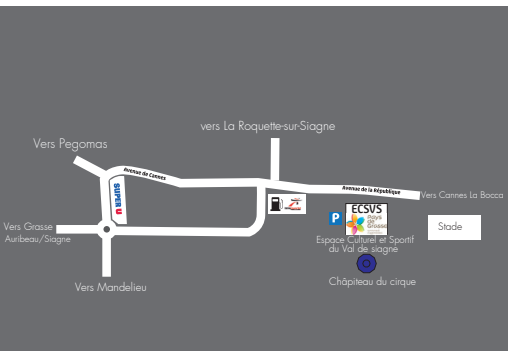 vers La Roquette-sur-Siagne
Vers Pegomas
Avenue de Cannes
SUPER U
Avenue de la République
Vers Cannes La Bocca
P
ECSVS
Pays
de
Grasse
Vers Grasse
Auribeau/Siagne
Stade
Espace Culturel et Sportif
du Val de siagne
Vers Mandelieu
Châpiteau du cirque